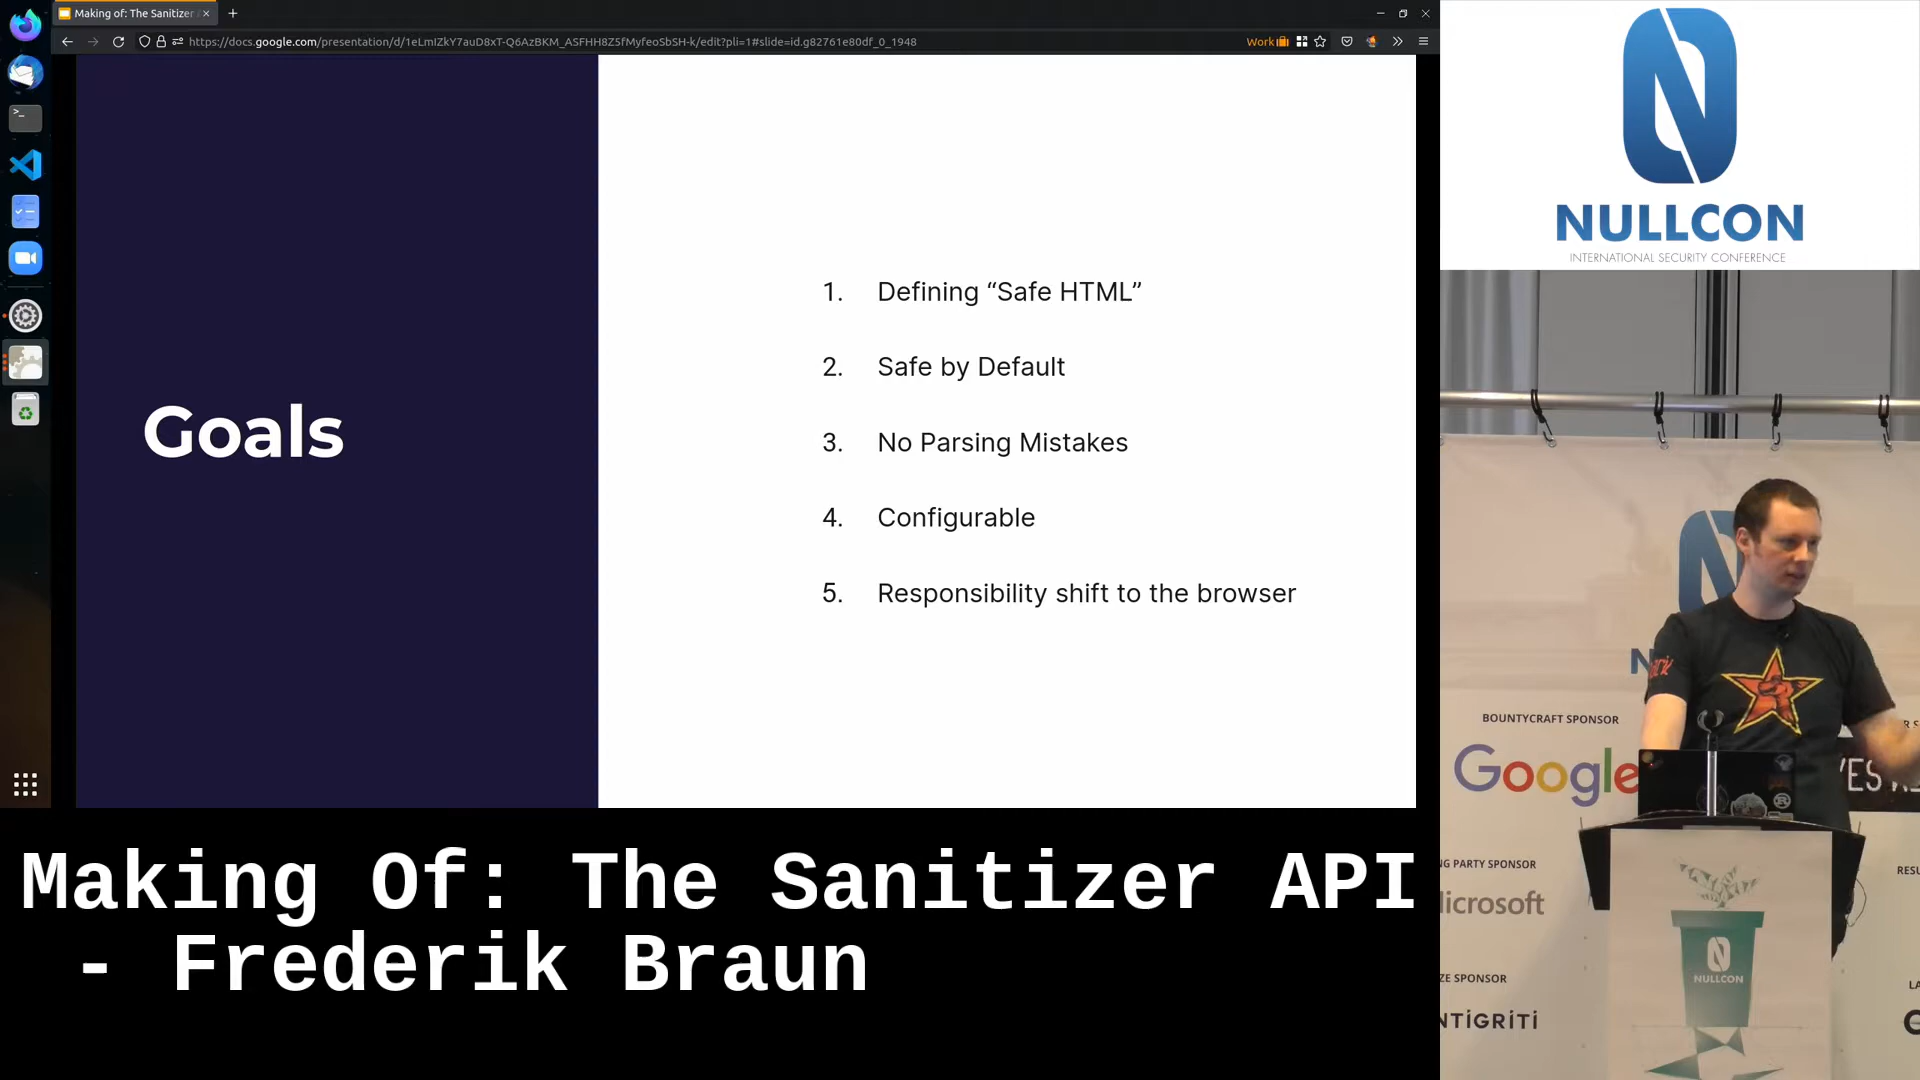 Making of: The Sanitizer
https://docs.google.com/presentation/d/1eLmIZkY7auD8xT-Q6AzBKM_ASFHH8Z5fMyfeoSbSH-k/edit?pli=1#slide=id.g82761e80df_0_1948
Work
Goals
1. Defining “Safe HTML”
2. Safe by Default
3. No Parsing Mistakes
4. Configurable
5. Responsibility shift to the browser
Making Of: The Sanitizer API
- Frederik Braun
NULLCON
INTERNATIONAL SECURITY CONFERENCE
BOUNTYCRAFT SPONSOR
Google
NG PARTY SPONSOR
icrosoft
ZE SPONSOR
NTIGRITI
NULLCON